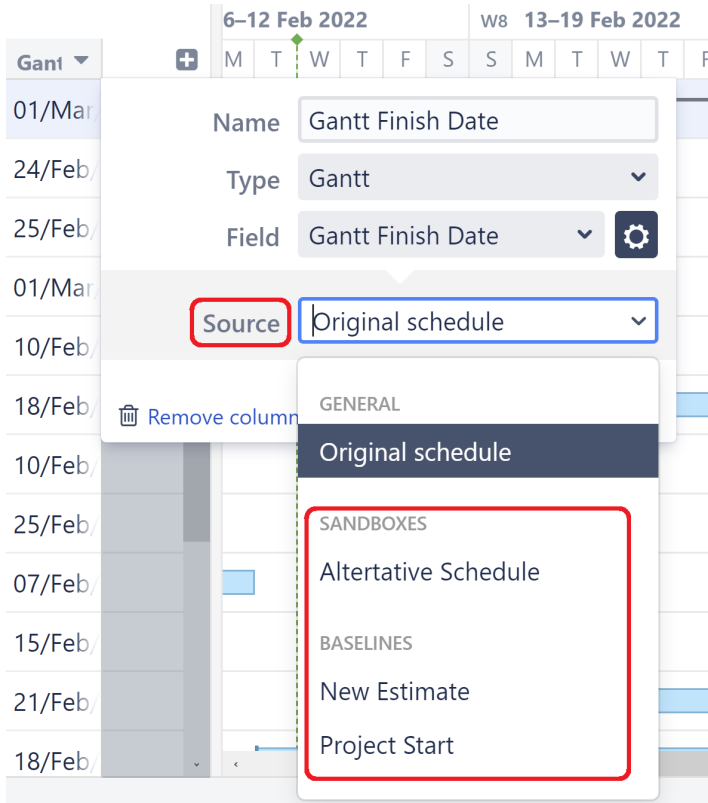 6–12 Feb 2022
W8 13–19 Feb 2022
Gant
M T W T F S S M T W T F
01/Mar/
24/Feb/
25/Feb/
01/Mar/
10/Feb/
18/Feb/
10/Feb/
25/Feb/
07/Feb/
15/Feb/
21/Feb/
18/Feb/
Name Gantt Finish Date
Type Gantt
Field Gantt Finish Date
Source Original schedule
Remove column
GENERAL
Original schedule
SANDBOXES
Altertative Schedule
BASELINES
New Estimate
Project Start